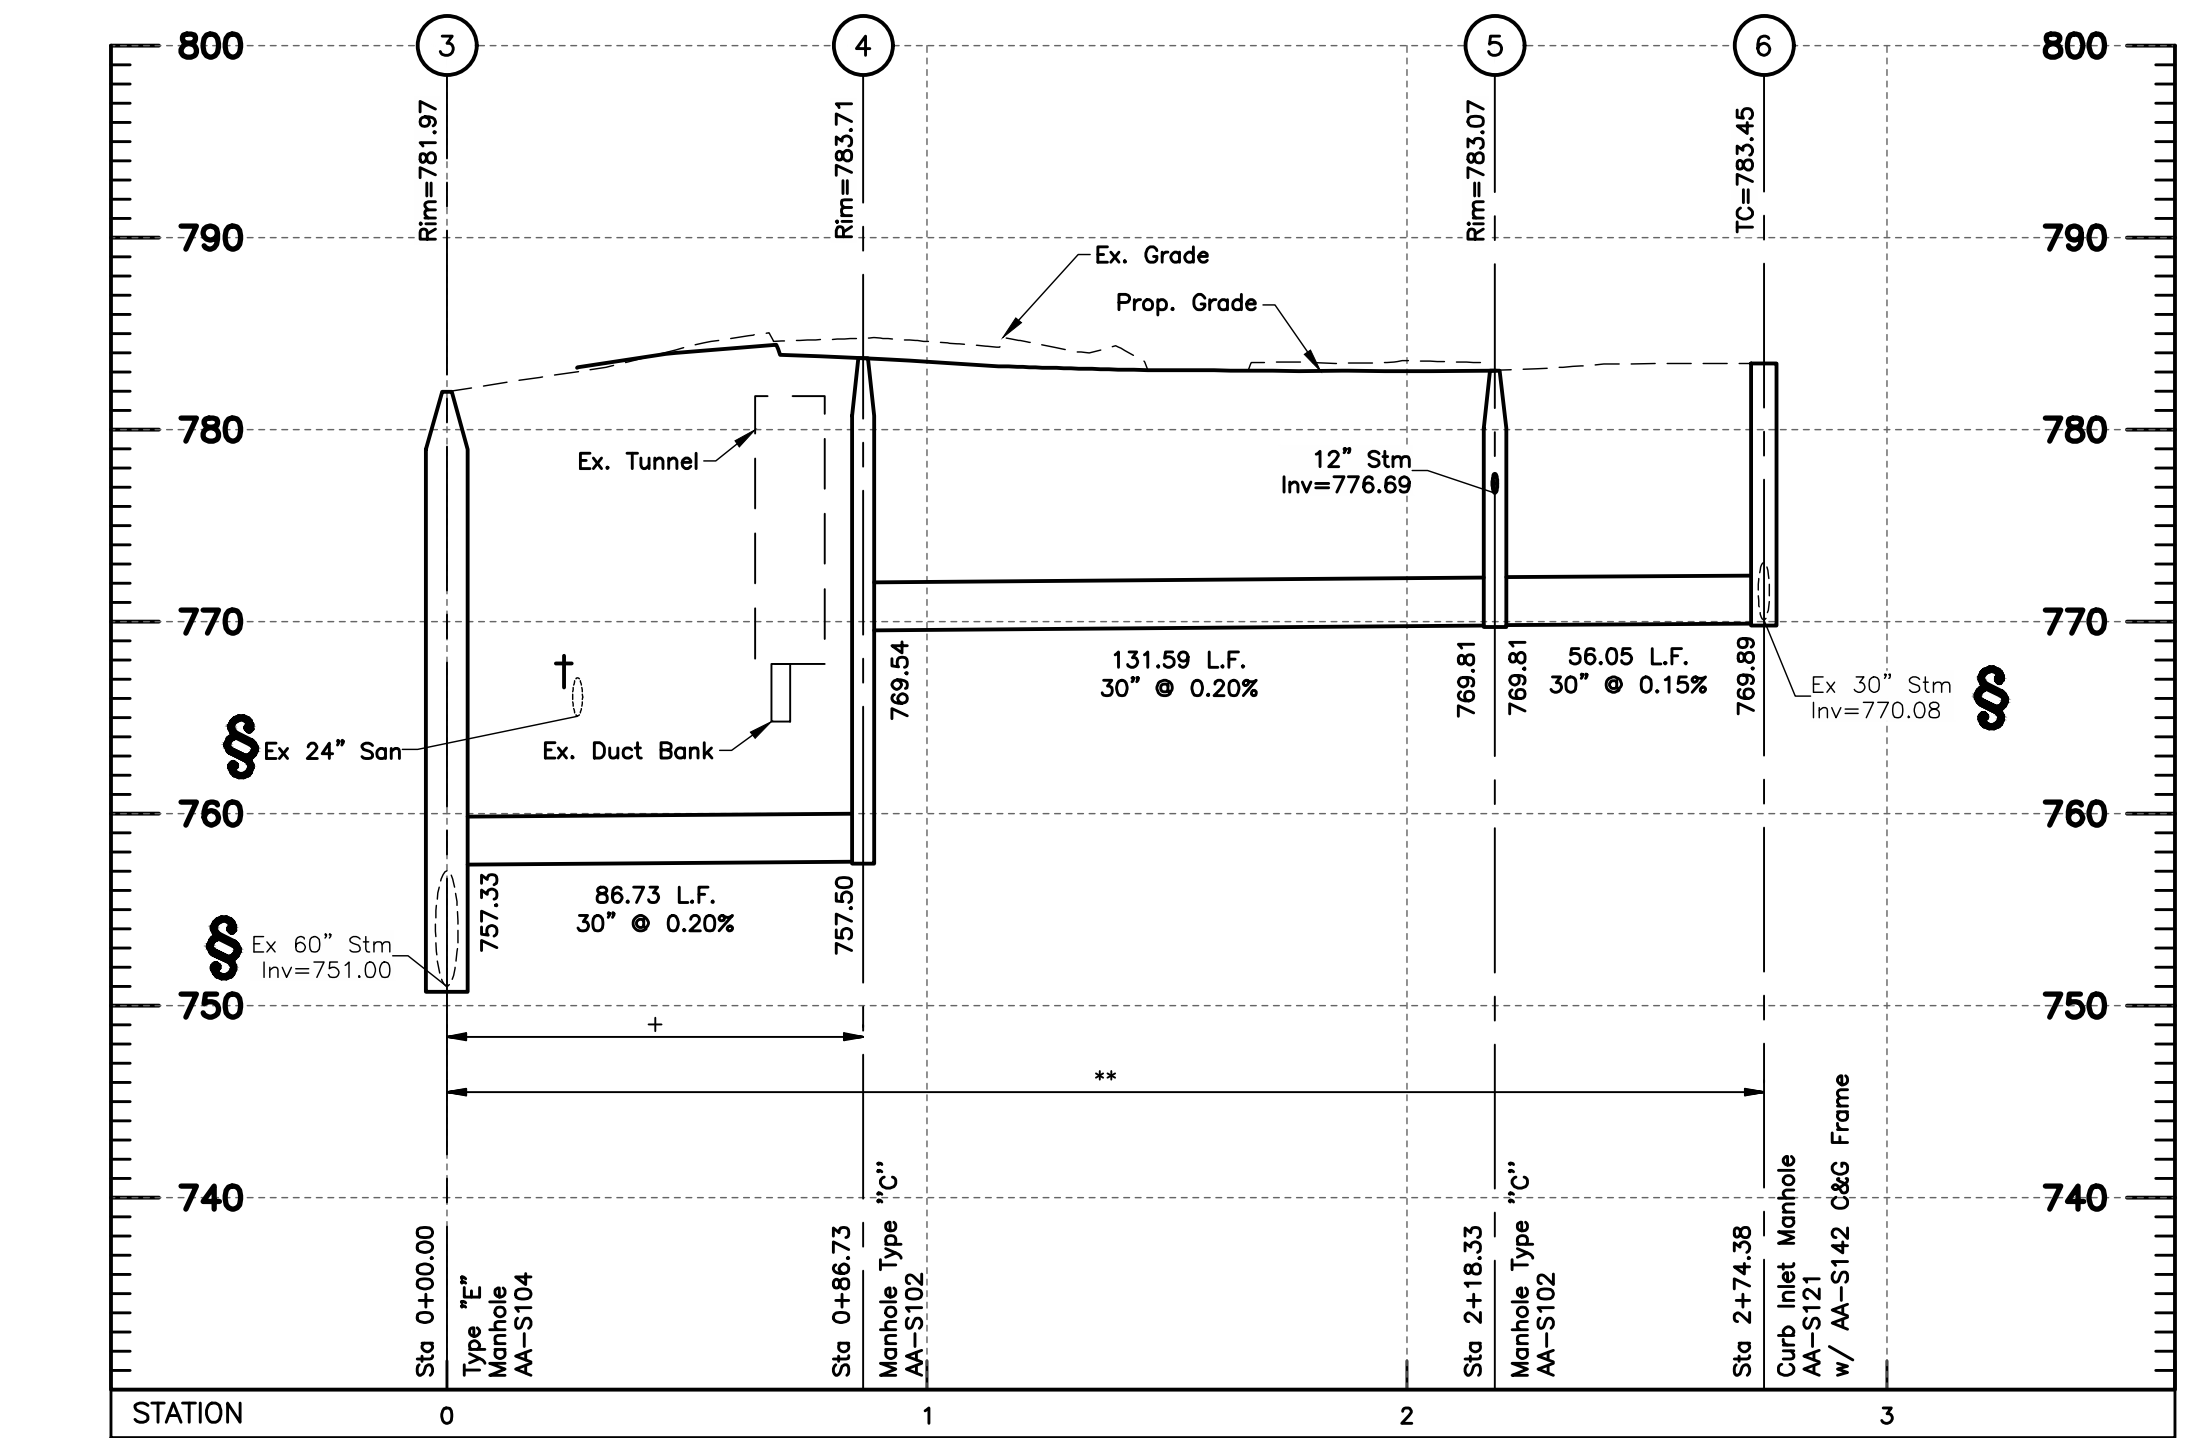 3
4
5
6
800
800
Rim=781.97
Rim=783.71
Rim=783.07
TC=783.45
790
790
Ex. Grade
Prop. Grade
780
780
Ex. Tunnel
12" Stm
Inv=776.69
770
770
†
769.54
131.59 L.F.
30" @ 0.20%
769.81
769.81
56.05 L.F.
30" @ 0.15%
769.89
Ex 30" Stm
Inv=770.08
§
§ Ex 24" San
Ex. Duct Bank
760
760
757.33
86.73 L.F.
30" @ 0.20%
757.50
§ Ex 60" Stm
Inv=751.00
750
750
+
**
740
740
Sta 0+00.00
Type "E"
Manhole
AA-S104
Sta 0+86.73
Manhole Type "C"
AA-S102
Sta 2+18.33
Manhole Type "C"
AA-S102
Sta 2+74.38
Curb Inlet Manhole
AA-S121
w/ AA-S142 C&G Frame
STATION
0
1
2
3